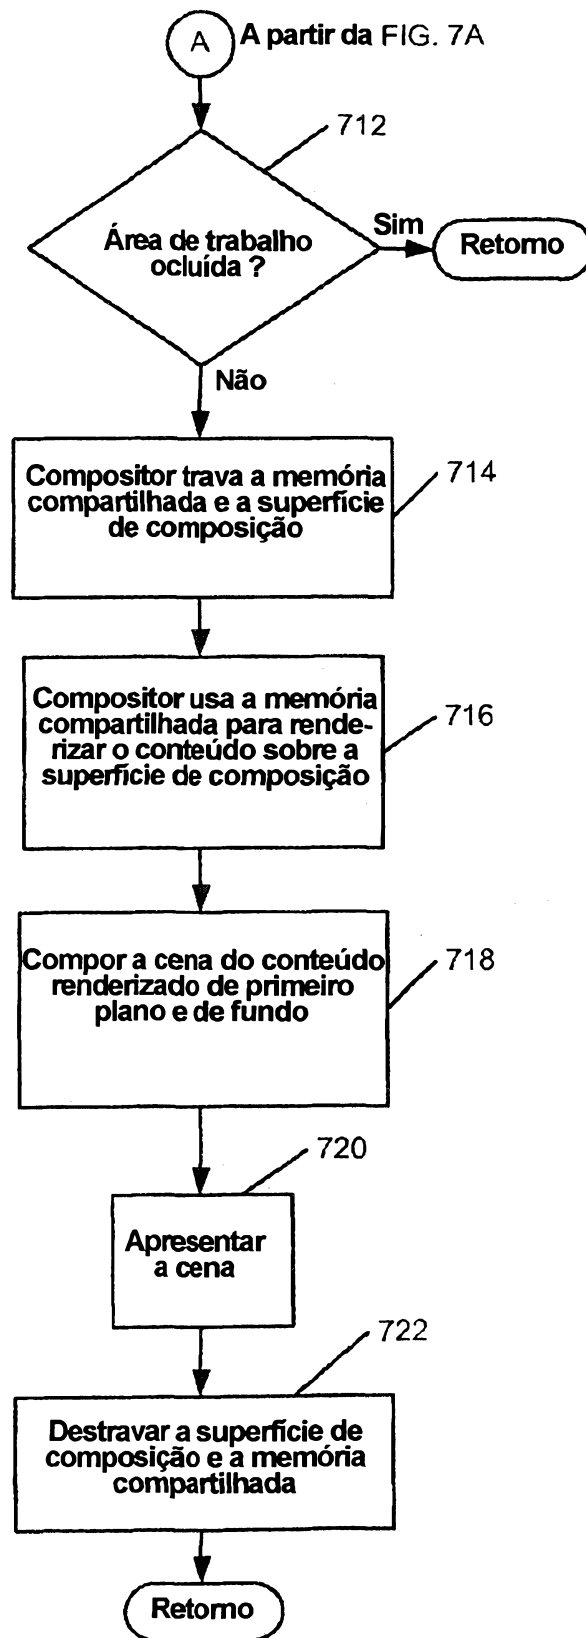 A
A partir da FIG. 7A
712
Área de trabalho
ocluída ?
Sim
Retorno
Não
Compositor trava a memória
compartilhada e a superfície
de composição
714
Compositor usa a memória
compartilhada para rende-
rizar o conteúdo sobre a
superfície de composição
716
Compor a cena do conteúdo
renderizado de primeiro
plano e de fundo
718
720
Apresentar
a cena
722
Destravar a superfície de
composição e a memória
compartilhada
Retorno